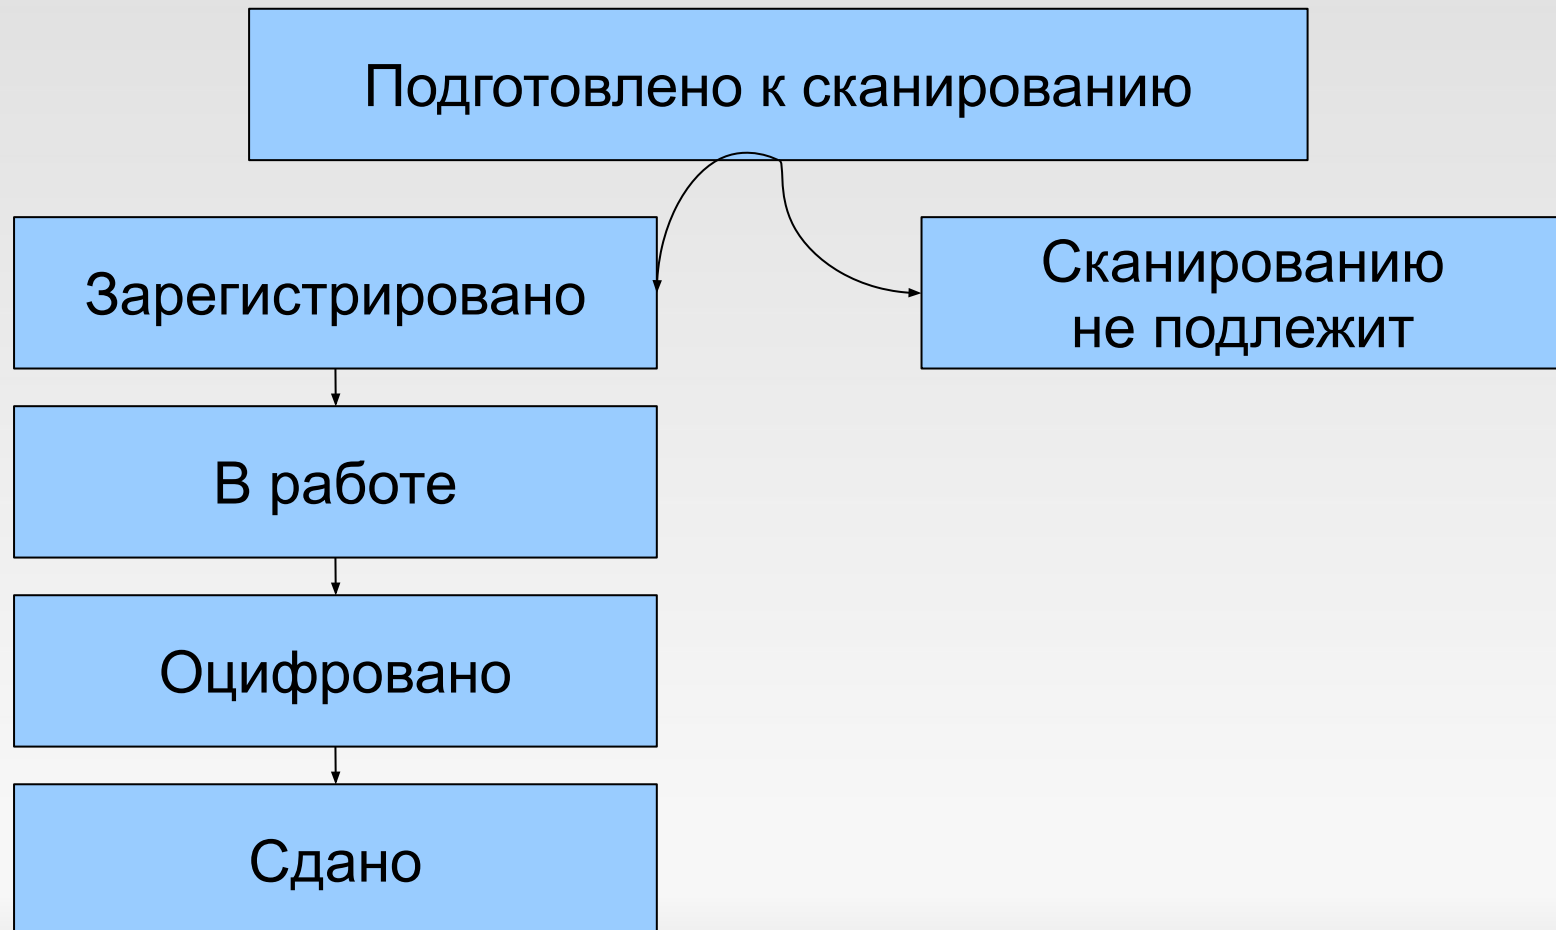 Подготовлено к сканированию
Зарегистрировано
Сканированию
не подлежит
В работе
Оцифровано
Сдано